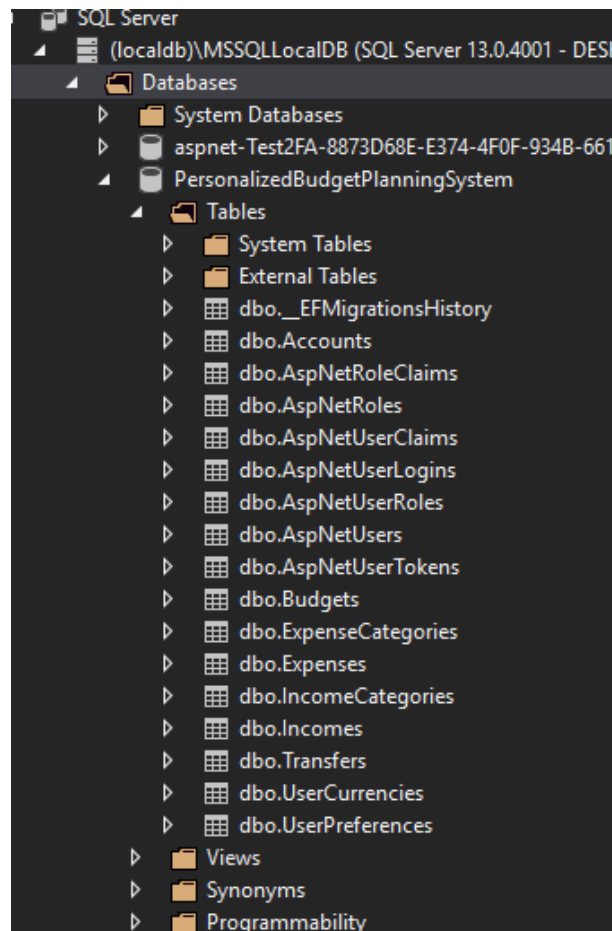 SQL Server
(localdb)\MSSQLLocalDB (SQL Server 13.0.4001 - DESI
Databases
System Databases
aspnet-Test2FA-8873D68E-E374-4F0F-934B-661
PersonalizedBudgetPlanningSystem
Tables
System Tables
External Tables
dbo.__EFMigrationsHistory
dbo.Accounts
dbo.AspNetRoleClaims
dbo.AspNetRoles
dbo.AspNetUserClaims
dbo.AspNetUserLogins
dbo.AspNetUserRoles
dbo.AspNetUsers
dbo.AspNetUserTokens
dbo.Budgets
dbo.ExpenseCategories
dbo.Expenses
dbo.IncomeCategories
dbo.Incomes
dbo.Transfers
dbo.UserCurrencies
dbo.UserPreferences
Views
Synonyms
Programmability